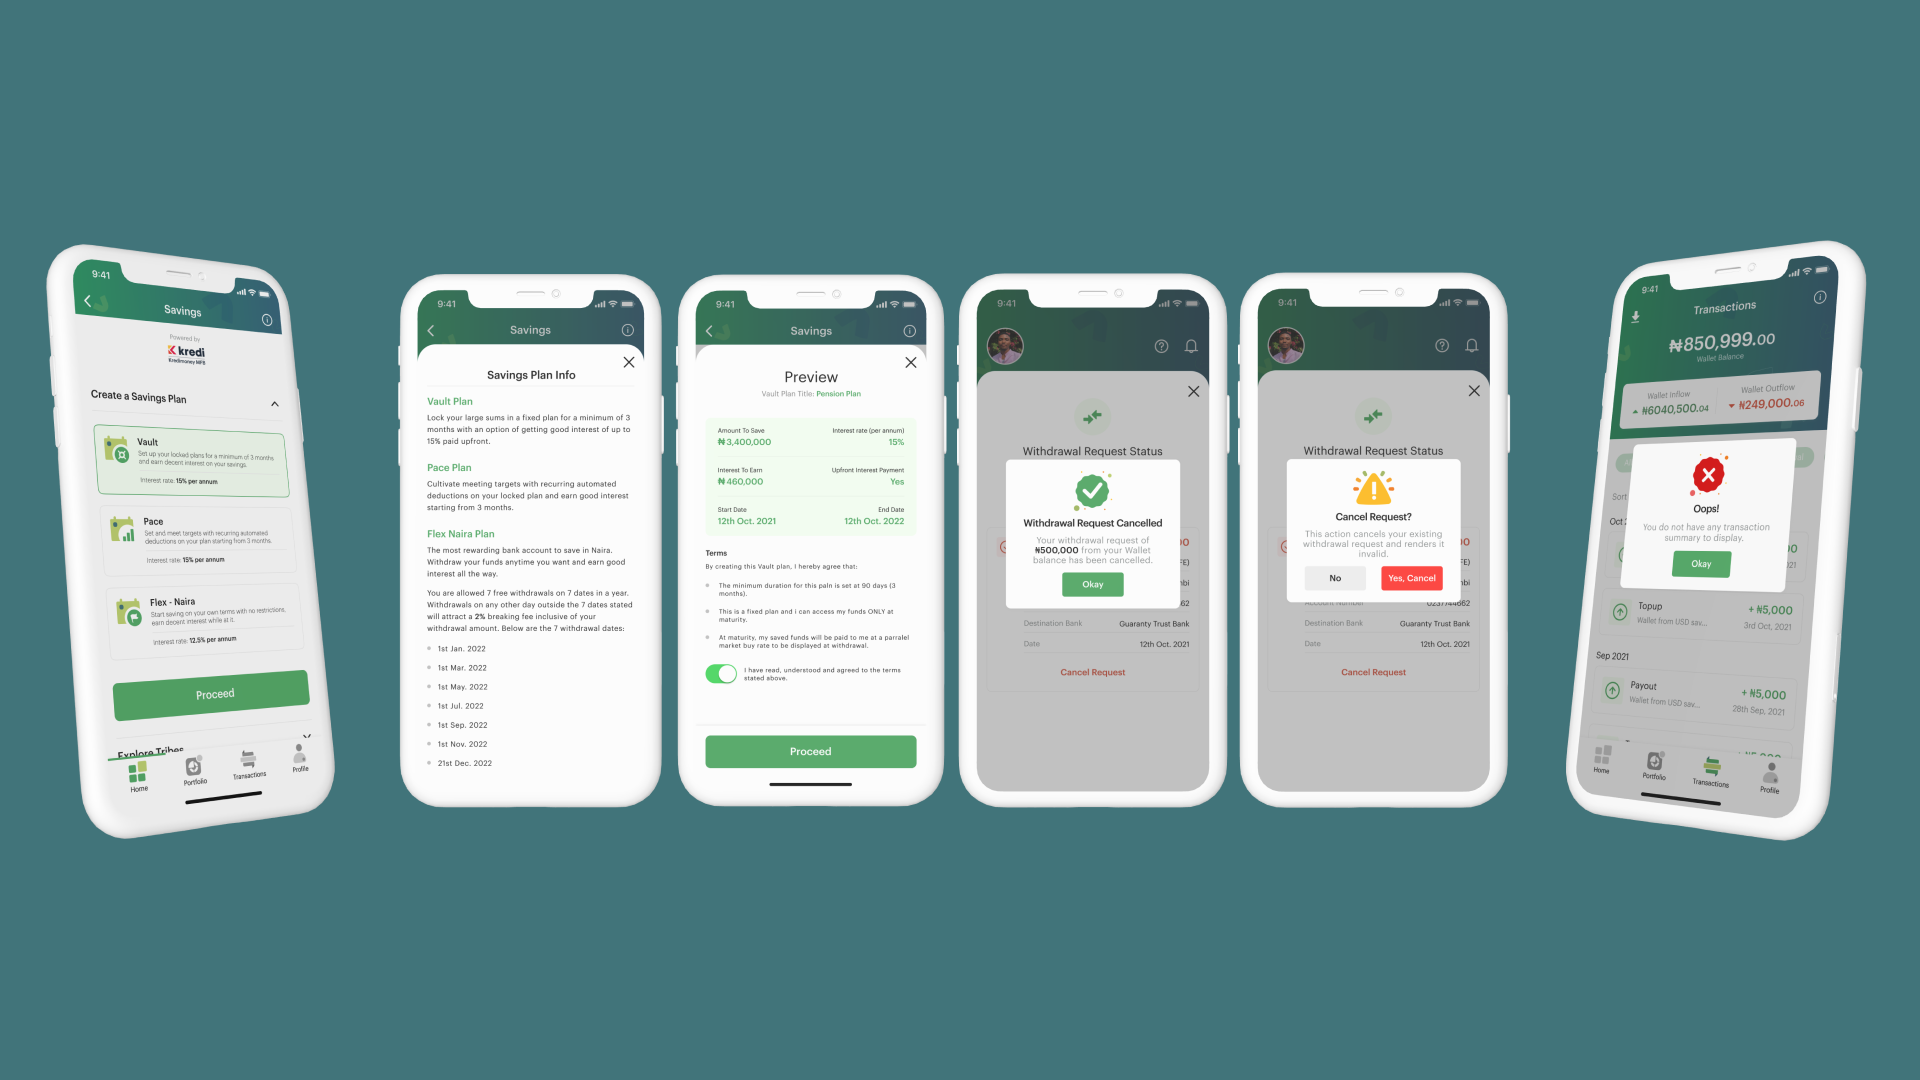 9:41
Savings
Powered by
kredi
Kredimoney MFB
Create a Savings Plan
Vault
Set up your locked plans for a minimum of 3 months
and earn decent interest on your savings.
Interest rate: 15% per annum
Pace
Set and meet targets with recurring automated
deductions on your plan starting from 3 months.
Interest rate: 15% per annum
Flex - Naira
Start saving on your own terms with no restrictions,
earn decent interest while at it.
Interest rate: 12.5% per annum
Proceed
Explore Tribes
Home
Portfolio
Transactions
Profile
9:41
Savings
Savings Plan Info
Vault Plan
Lock your large sums in a fixed plan for a minimum of 3
months with an option of getting good interest of up to
15% paid upfront.
Pace Plan
Cultivate meeting targets with recurring automated
deductions on your locked plan and earn good interest
starting from 3 months.
Flex Naira Plan
The most rewarding bank account to save in Naira.
Withdraw your funds anytime you want and earn good
interest all the way.
You are allowed 7 free withdrawals on 7 dates in a year.
Withdrawals on any other day outside the 7 dates stated
will attract a 2% breaking fee inclusive of your
withdrawal amount. Below are the 7 withdrawal dates:
1st Jan. 2022
1st Mar. 2022
1st May. 2022
1st Jul. 2022
1st Sep. 2022
1st Nov. 2022
21st Dec. 2022
9:41
Savings
Preview
Vault Plan Title: Pension Plan
Amount To Save
Interest rate (per annum)
₦3,400,000
15%
Interest To Earn
Upfront Interest Payment
₦460,000
Yes
Start Date
End Date
12th Oct. 2021
12th Oct. 2022
Terms
By creating this Vault plan, I hereby agree that:
The minimum duration for this paln is set at 90 days (3
months).
This is a fixed plan and i can access my funds ONLY at
maturity.
At maturity, my saved funds will be paid to me at a parralel
market buy rate to be displayed at withdrawal.
I have read, understood and agreed to the terms
stated above.
Proceed
9:41
Withdrawal Request Status
Withdrawal Request Cancelled
Your withdrawal request of
₦500,000 from your Wallet
balance has been cancelled.
Okay
Destination Bank
Guaranty Trust Bank
Date
12th Oct. 2021
Cancel Request
9:41
Withdrawal Request Status
Cancel Request?
This action cancels your existing
withdrawal request and renders it
invalid.
No
Yes, Cancel
Account Number
0237744662
Destination Bank
Guaranty Trust Bank
Date
12th Oct. 2021
Cancel Request
9:41
Transactions
₦850,999.00
Wallet Balance
Wallet Inflow
Wallet Outflow
₦6040,500.04
₦249,000.06
Sort
Oct
Oops!
You do not have any transaction
summary to display.
Okay
Topup
+ ₦5,000
Wallet from USD sav...
3rd Oct, 2021
Sep 2021
Payout
+ ₦5,000
Wallet from USD sav...
28th Sep, 2021
Home
Portfolio
Transactions
Profile